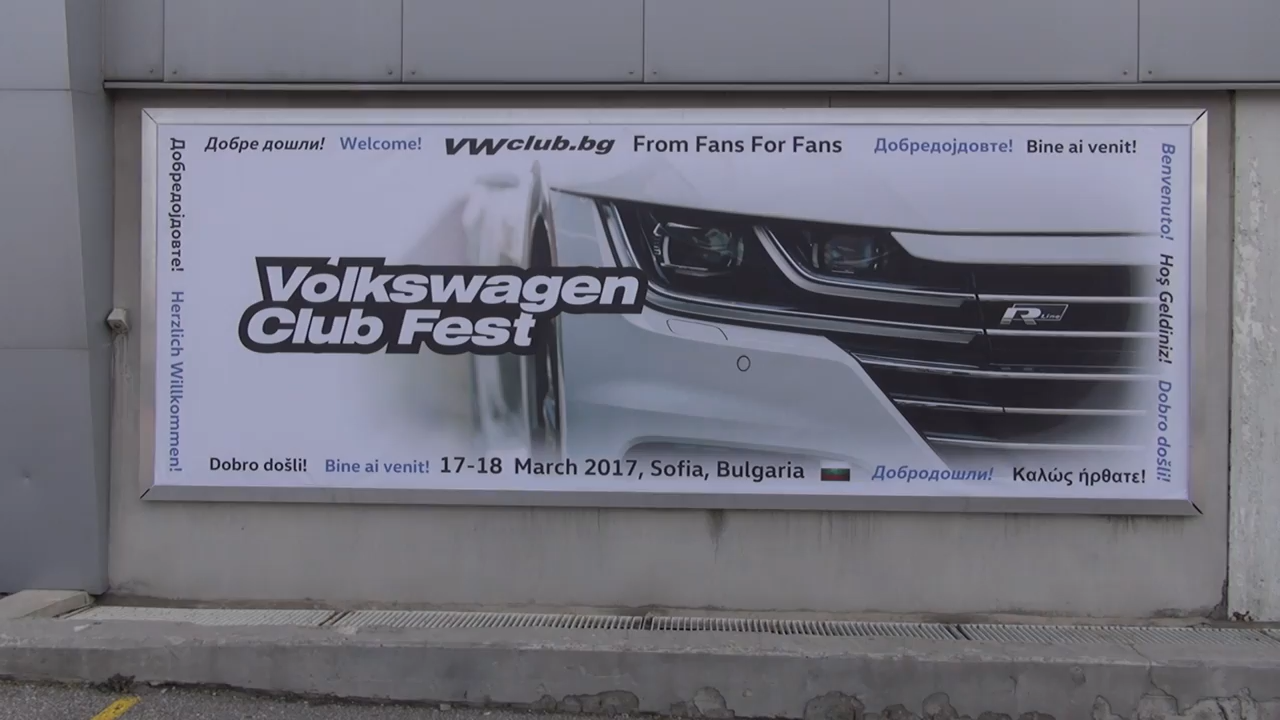 Добре дошли! Welcome! vwclub.bg From Fans For Fans Добредојдовте! Bine ai venit!
Добредојдовте! Herzlich Willkommen!
Volkswagen
Club Fest
R Line
Benvenuto! Hoş Geldiniz! Dobro došli!
Dobro došli! Bine ai venit! 17-18 March 2017, Sofia, Bulgaria Добродошли! Καλώς ήρθατε!